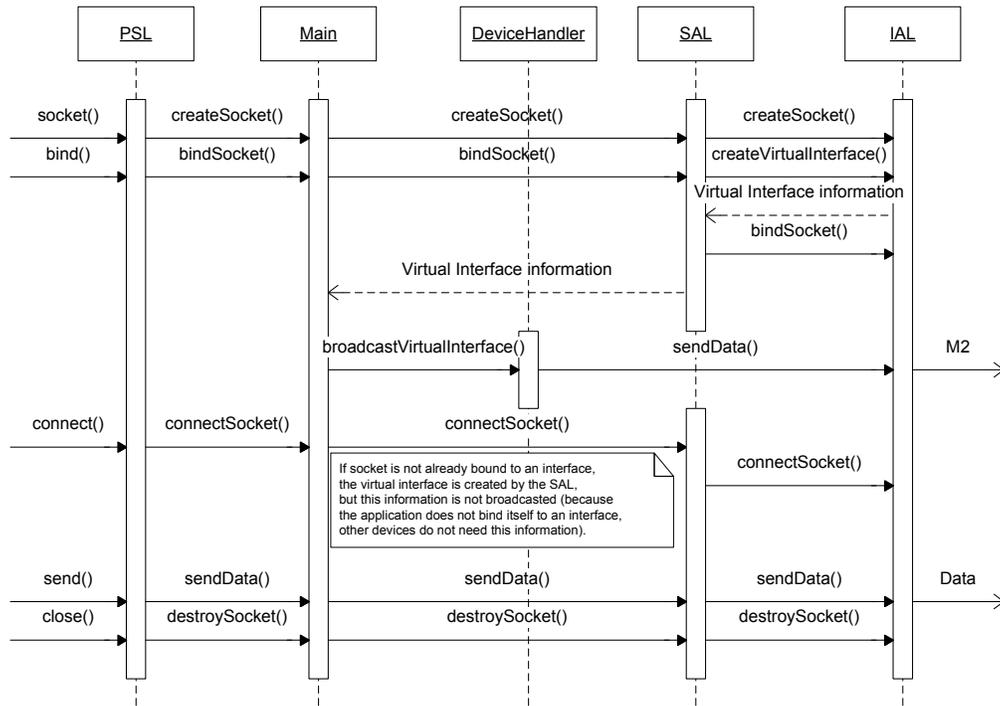 PSL
Main
DeviceHandler
SAL
IAL
socket()
createSocket()
createSocket()
createSocket()
bind()
bindSocket()
bindSocket()
createVirtualInterface()
Virtual Interface information
bindSocket()
Virtual Interface information
broadcastVirtualInterface()
sendData()
M2
connect()
connectSocket()
connectSocket()
connectSocket()
If socket is not already bound to an interface,
the virtual interface is created by the SAL,
but this information is not broadcasted (because
the application does not bind itself to an interface,
other devices do not need this information).
send()
sendData()
sendData()
sendData()
Data
close()
destroySocket()
destroySocket()
destroySocket()